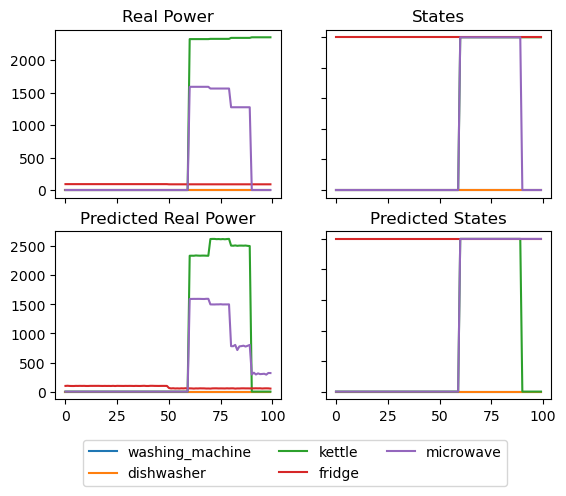 Real Power
States
2000
1500
1000
500
0
Predicted Real Power
Predicted States
2500
2000
1500
1000
500
0
0 25 50 75 100
0 25 50 75 100
washing_machine kettle microwave
dishwasher fridge